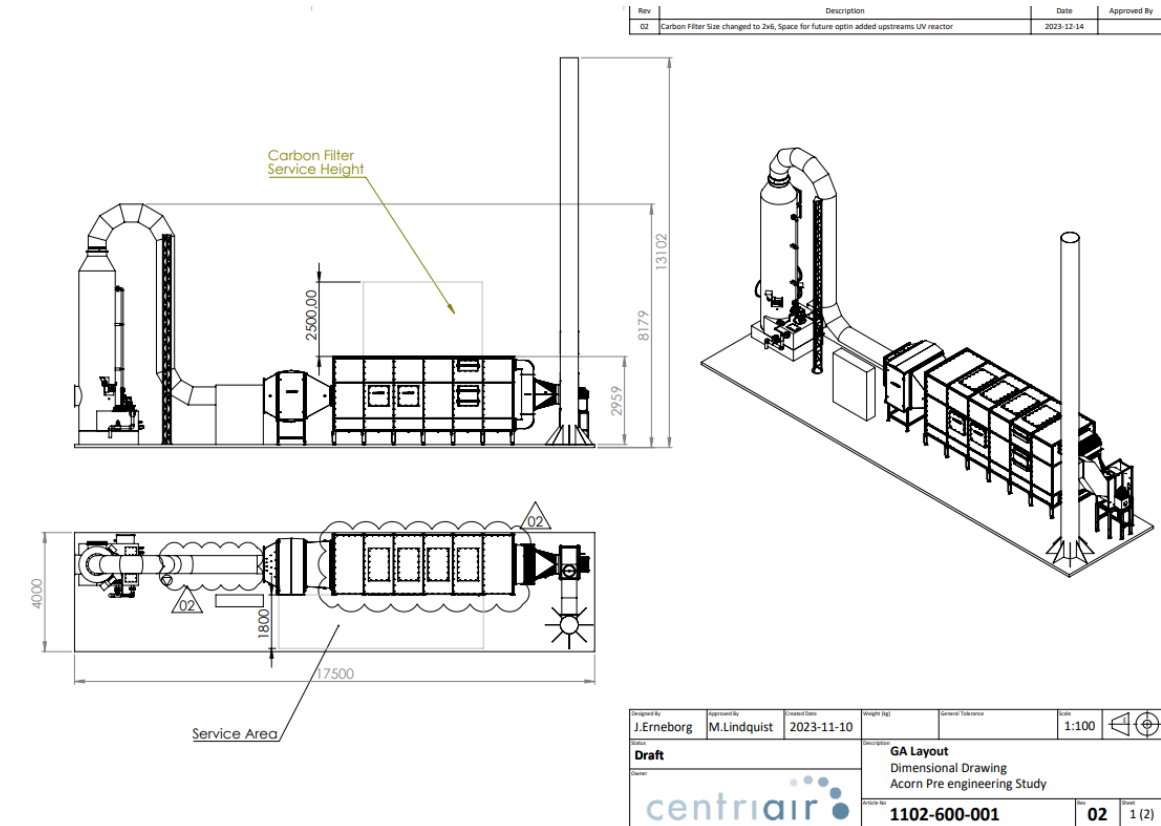 Rev Description Date Approved By
02 Carbon Filter Size changed to 2x6, Space for future optin added upstreams UV reactor 2023-12-14
Carbon Filter
Service Height
2500.00
13102
8179
2959
02
02
4000
1800
17500
Service Area
Designed By Approved By Created Date Weight (kg) General Tolerance Scale
J.Erneborg M.Lindquist 2023-11-10 1:100
Status
Draft
Description
GA Layout
Dimensional Drawing
Acorn Pre engineering Study
Owner
centriair
Article No Rev Sheet
1102-600-001 02 1 (2)